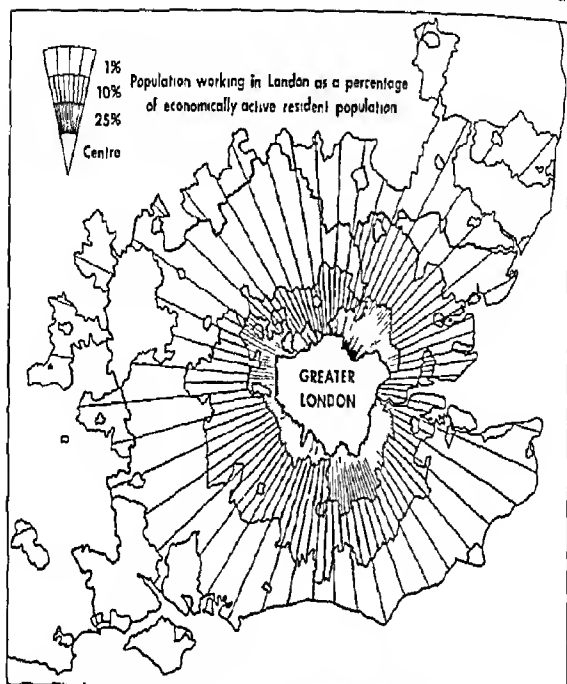 1%
10%
25%
Centre
Population working in London as a percentage
of economically active resident population
GREATER
LONDON